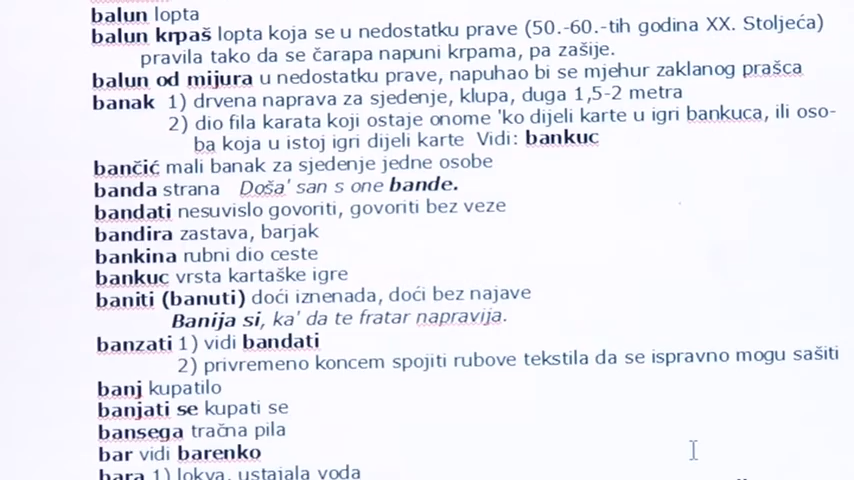 balun lopta
balun krpaš lopta koja se u nedostatku prave (50.-60.-tih godina XX. Stoljeća)
pravila tako da se čarapa napuni krpama, pa zašije.
balun od mijura u nedostatku prave, napuhao bi se mjehur zaklanog prašca
banak 1) drvena naprava za sjedenje, klupa, duga 1,5-2 metra
2) dio fila karata koji ostaje onome 'ko dijeli karte u igri bankuca, ili oso-
ba koja u istoj igri dijeli karte Vidi: bankuc
bančić mali banak za sjedenje jedne osobe
banda strana Doša' san s one bande.
bandati nesuvislo govoriti, govoriti bez veze
bandira zastava, barjak
bankina rubni dio ceste
bankuc vrsta kartaške igre
baniti (banuti) doći iznenada, doći bez najave
Banija si, ka' da te fratar napravija.
banzati 1) vidi bandati
2) privremeno koncem spojiti rubove tekstila da se ispravno mogu sašiti
banj kupatilo
banjati se kupati se
bansega tračna pila
bar vidi barenko
bara 1) lokva, ustajala voda